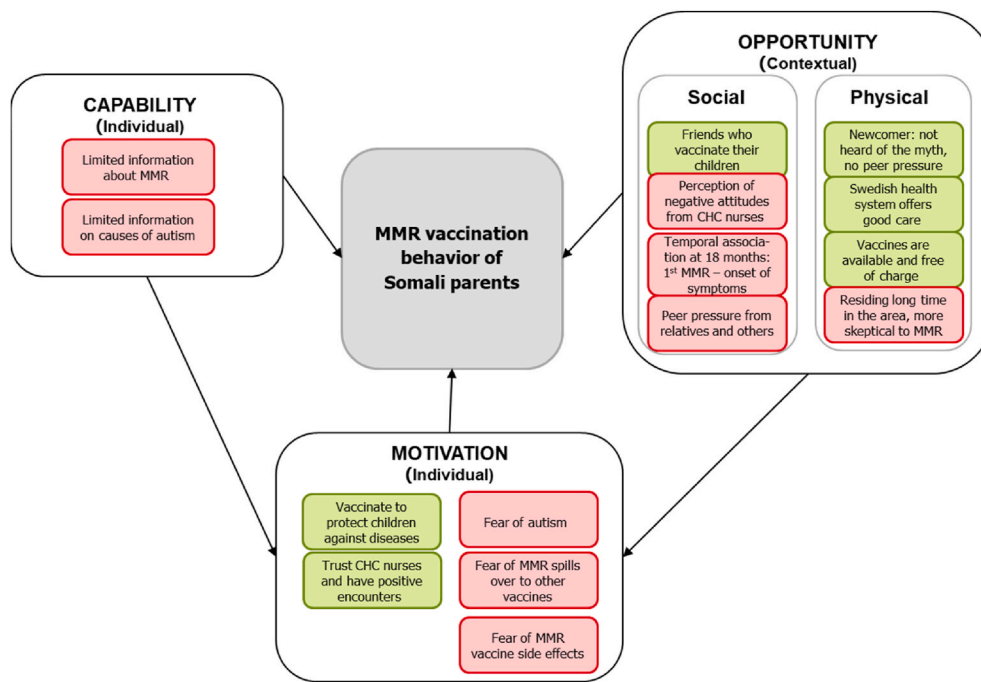 OPPORTUNITY
(Contextual)
Social
Friends who
vaccinate their
children
Perception of
negative attitudes
from CHC nurses
Temporal associa-
tion at 18 months:
1st MMR – onset of
symptoms
Peer pressure from
relatives and others
Physical
Newcomer: not
heard of the myth,
no peer pressure
Swedish health
system offers
good care
Vaccines are
available and free
of charge
Residing long time
in the area, more
skeptical to MMR
CAPABILITY
(Individual)
Limited information
about MMR
Limited information
on causes of autism
MMR vaccination
behavior of
Somali parents
MOTIVATION
(Individual)
Vaccinate to
protect children
against diseases
Trust CHC nurses
and have positive
encounters
Fear of autism
Fear of MMR spills
over to other
vaccines
Fear of MMR
vaccine side effects